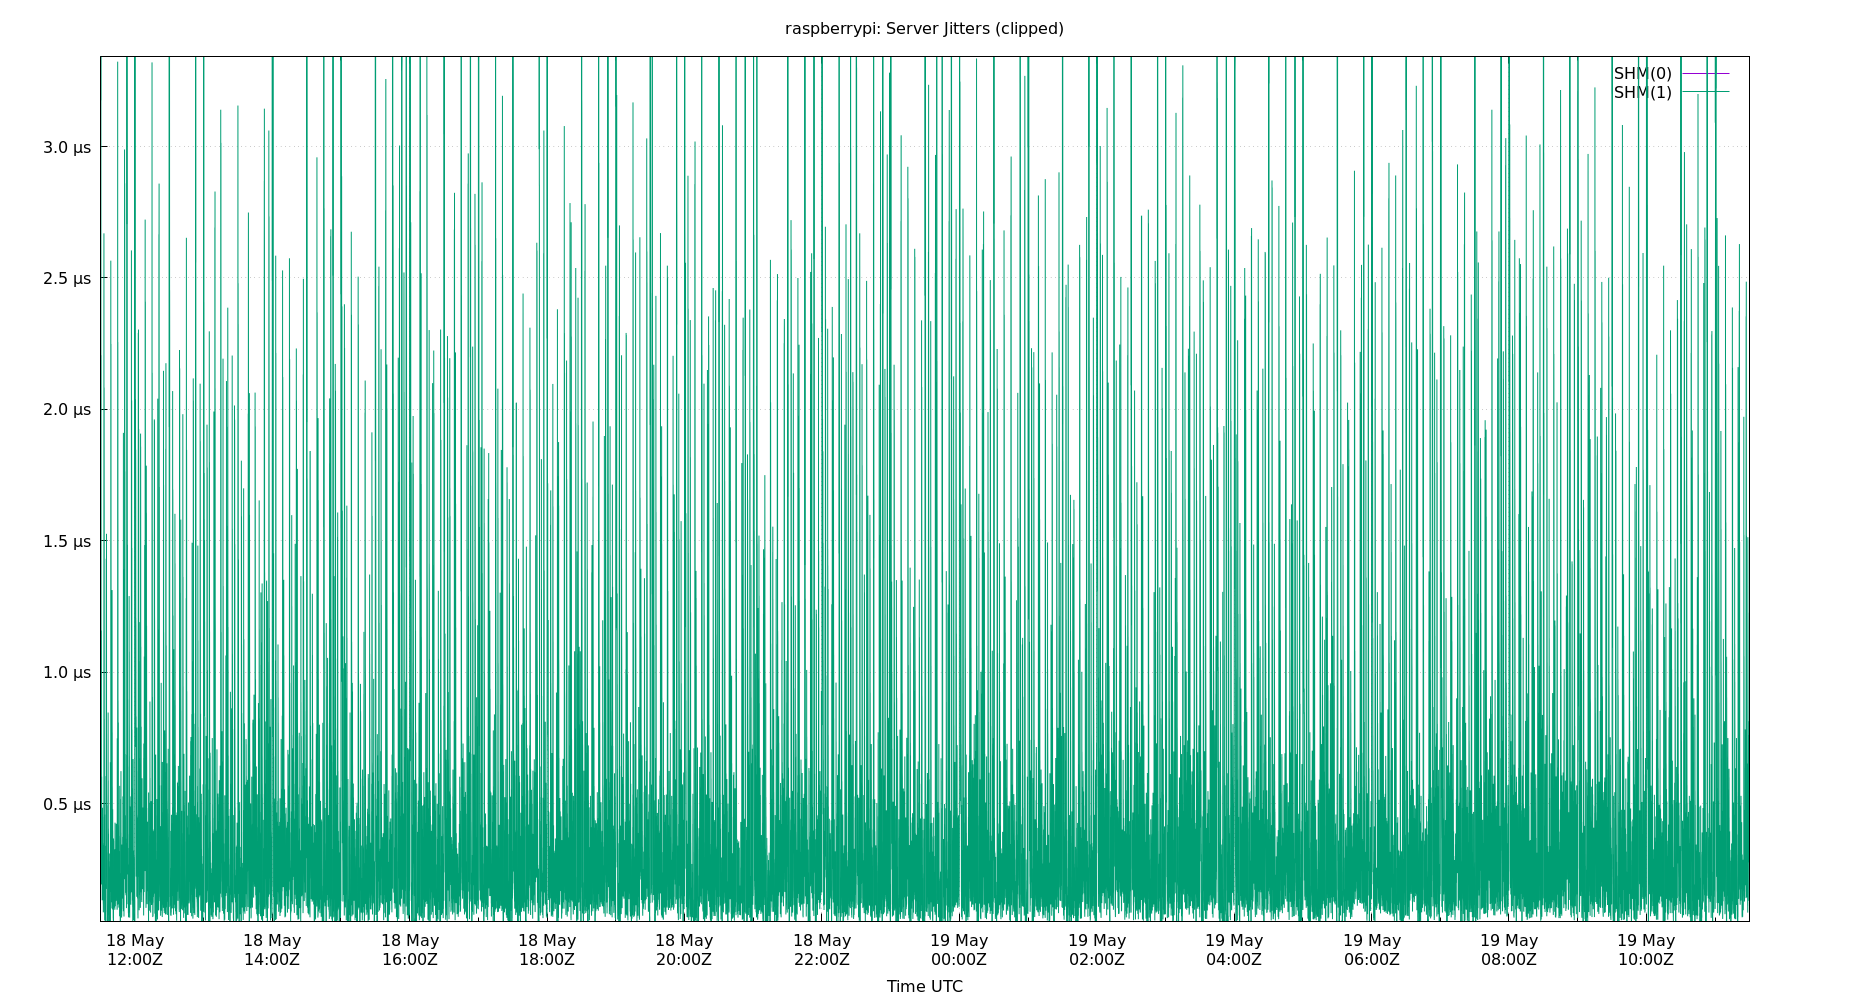 raspberrypi: Server Jitters (clipped)
SHM(0)
SHM(1)
3.0 µs
2.5 µs
2.0 µs
1.5 µs
1.0 µs
0.5 µs
18 May 18 May 18 May 18 May 18 May 18 May 19 May 19 May 19 May 19 May 19 May 19 May
12:00Z 14:00Z 16:00Z 18:00Z 20:00Z 22:00Z 00:00Z 02:00Z 04:00Z 06:00Z 08:00Z 10:00Z
Time UTC